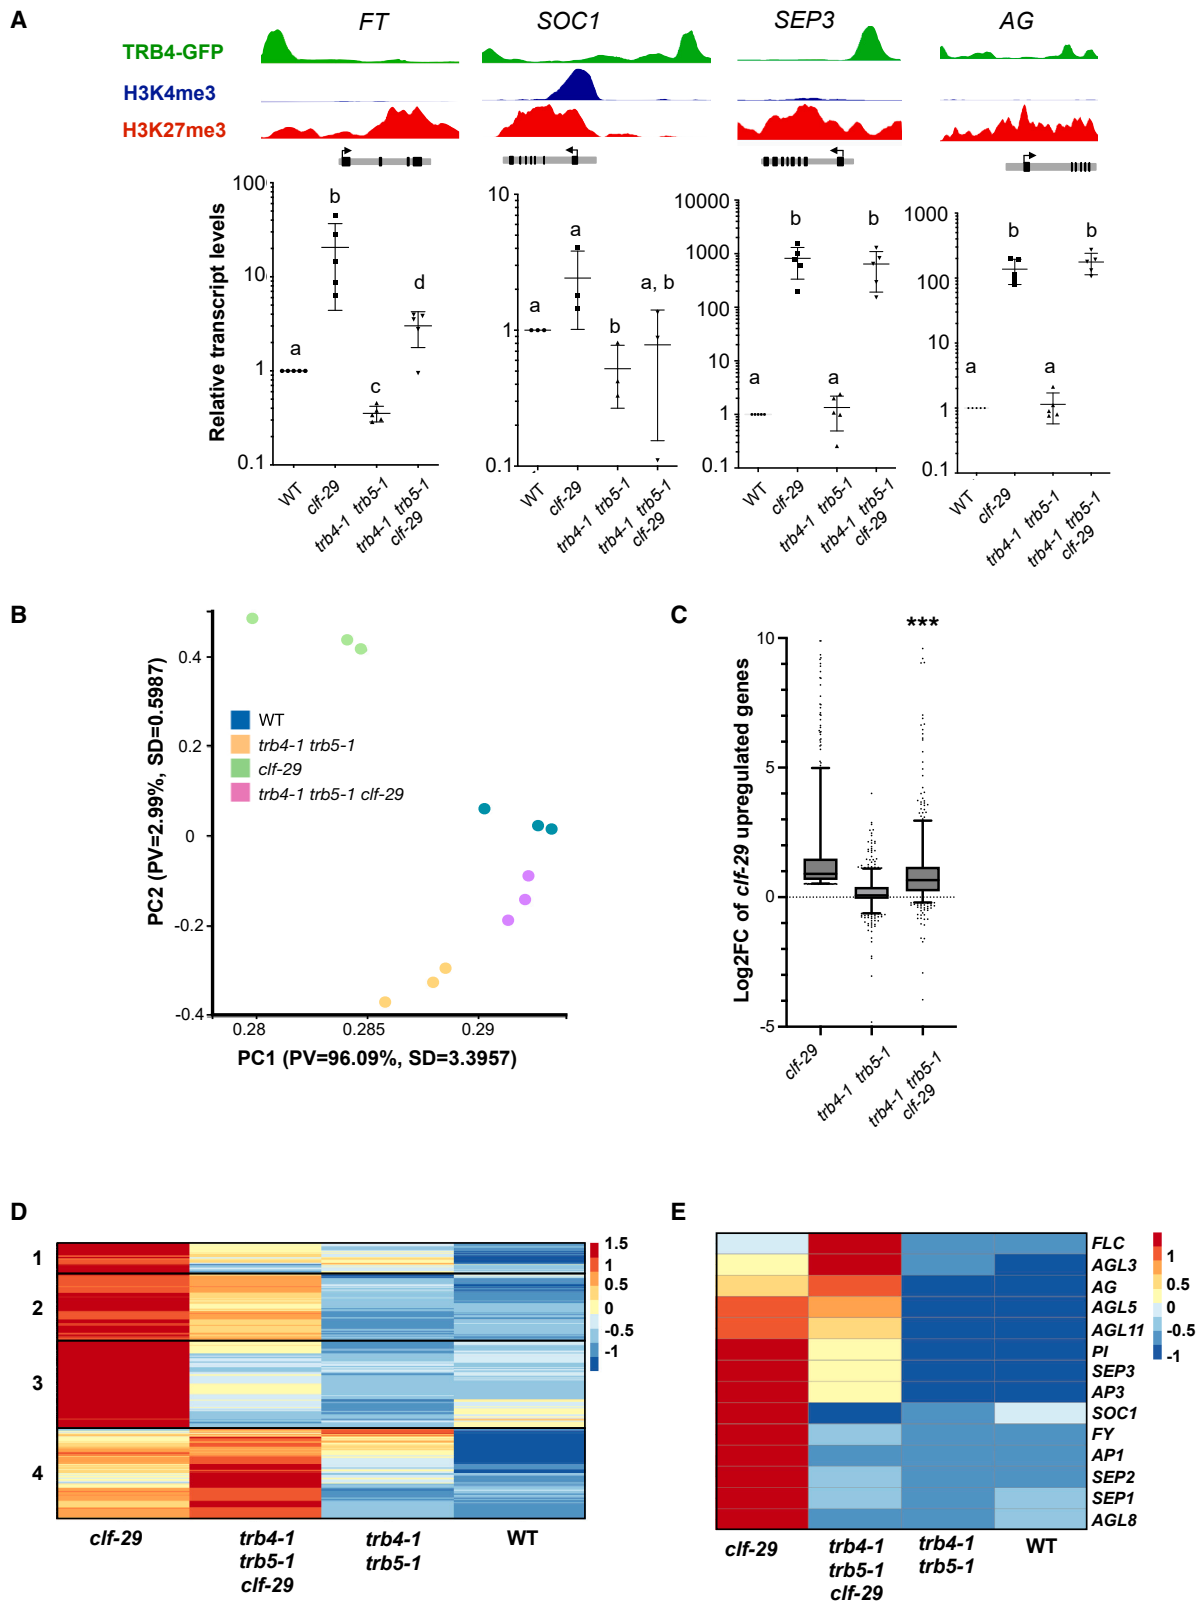 A
FT
SOC1
SEP3
AG
TRB4-GFP
H3K4me3
H3K27me3
Relative transcript levels
100
10
1
0.1
a
b
c
d
WT
clf-29
trb4-1 trb5-1
trb4-1 trb5-1
clf-29
10
1
0.1
a
a
b
a, b
WT
clf-29
trb4-1 trb5-1
trb4-1 trb5-1
clf-29
10000
1000
100
10
1
0.1
a
b
a
b
WT
clf-29
trb4-1 trb5-1
trb4-1 trb5-1
clf-29
1000
100
10
1
0.1
a
b
a
b
WT
clf-29
trb4-1 trb5-1
trb4-1 trb5-1
clf-29
B
PC2 (PV=2.99%, SD=0.5987)
0.4
0.2
0
-0.2
-0.4
WT
trb4-1 trb5-1
clf-29
trb4-1 trb5-1 clf-29
0.28
0.285
0.29
PC1 (PV=96.09%, SD=3.3957)
C
***
Log2FC of clf-29 upregulated genes
10
5
0
-5
clf-29
trb4-1 trb5-1
trb4-1 trb5-1
clf-29
D
1
2
3
4
1.5
1
0.5
0
-0.5
-1
clf-29
trb4-1
trb5-1
clf-29
trb4-1
trb5-1
WT
E
FLC
AGL3
AG
AGL5
AGL11
PI
SEP3
AP3
SOC1
FY
AP1
SEP2
SEP1
AGL8
1
0.5
0
-0.5
-1
clf-29
trb4-1
trb5-1
clf-29
trb4-1
trb5-1
WT